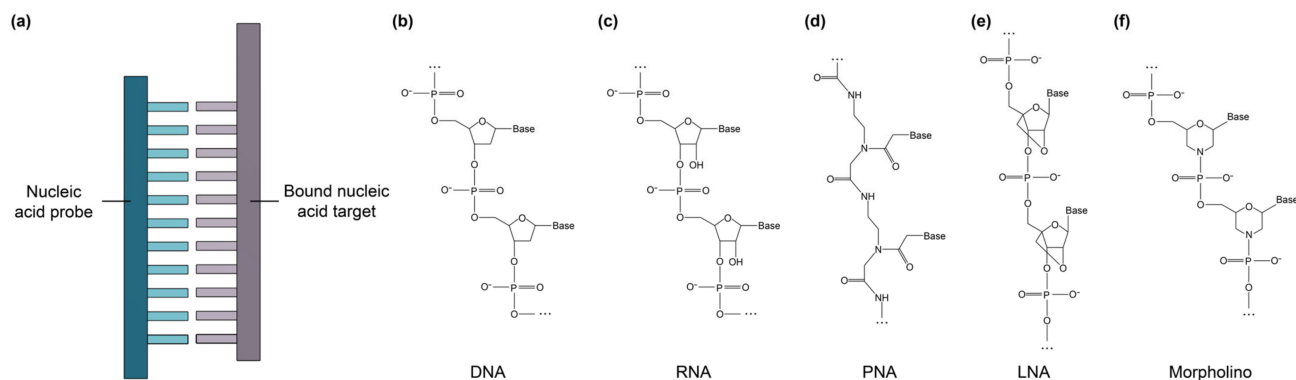 (a)
Nucleic
acid probe
Bound nucleic
acid target
(b)
...
O⁻ P O
O
O Base
O
O⁻ P O
O
O Base
O
O⁻ P O
O ...
DNA
(c)
...
O⁻ P O
O
O Base
O OH
O⁻ P O
O
O Base
O OH
O⁻ P O
O ...
RNA
(d)
...
O
NH
Base
N
O
O
NH
Base
N
O
O
NH
...
PNA
(e)
...
O P O⁻
O
Base
O
O
O
O P O⁻
O
Base
O
O
O
O P O⁻
O
...
LNA
(f)
...
O P O⁻
O
O Base
N
O P O⁻
O
O Base
N
O P O⁻
O
...
Morpholino